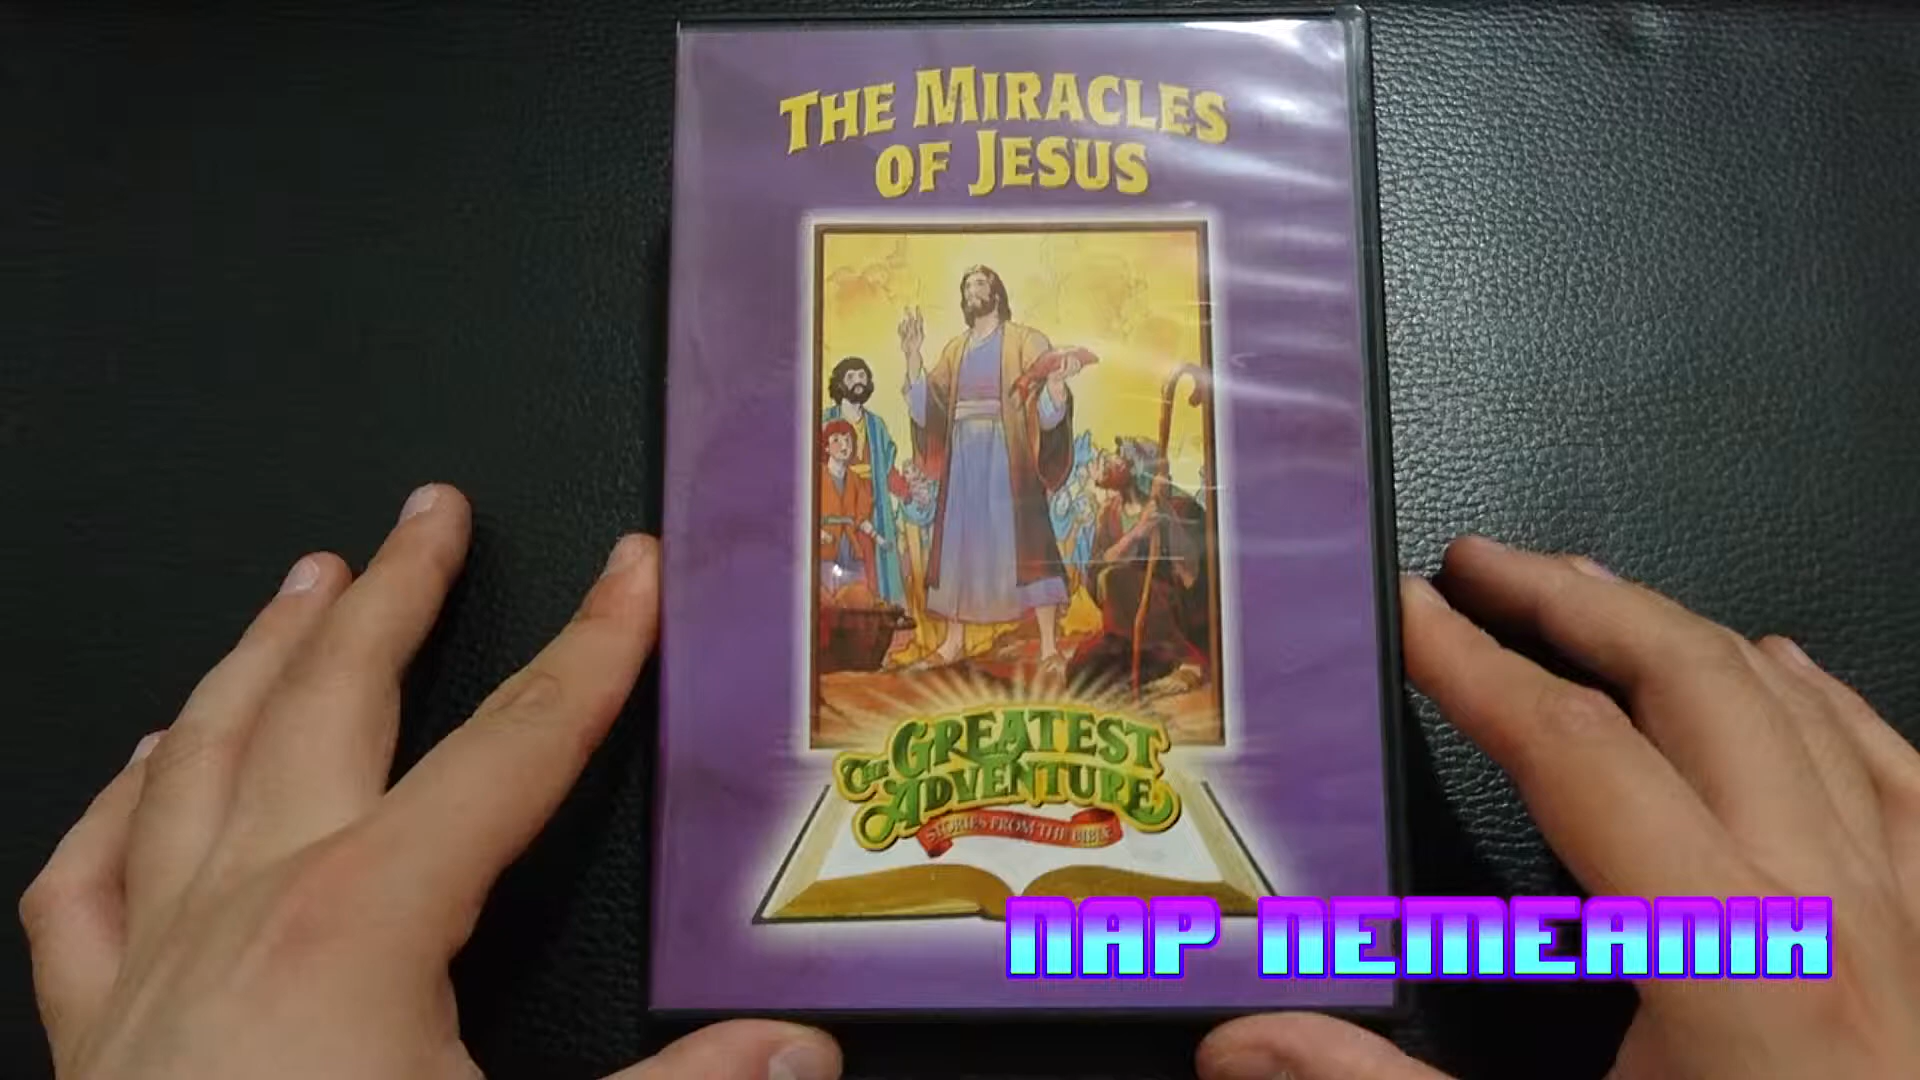 THE MIRACLES
OF JESUS
THE GREATEST
ADVENTURE
STORIES FROM THE BIBLE
NAP NEMEANIX